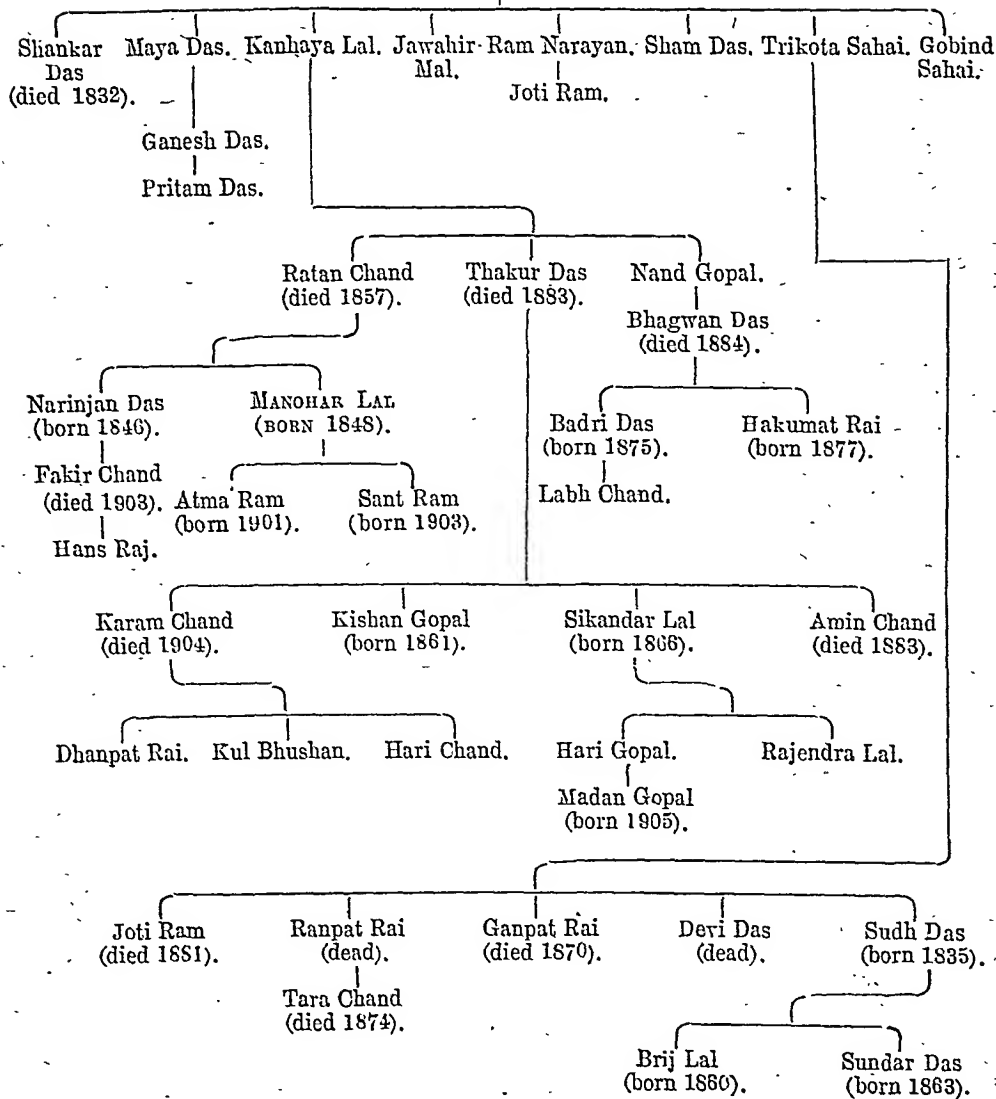 Shankar Maya Das. Kanhaya Lal. Jawahir- Ram Narayan. Sham Das. Trikota Sahai. Gobind
Das Mal. Sahai.
(died 1832).
Joti Ram.
Ganesh Das.
Pritam Das.
Ratan Chand Thakur Das Nand Gopal.
(died 1857). (died 1883).
Bhagwan Das
(died 1884).
Narinjan Das MANOHAR LAL
(born 1846). (BORN 1848).
Badri Das Hakumat Rai
(born 1875). (born 1877).
Fakir Chand
(died 1903). Atma Ram Sant Ram
(born 1901). (born 1903).
Labh Chand.
Hans Raj.
Karam Chand Kishan Gopal Sikandar Lal Amin Chand
(died 1904). (born 1861). (born 1866). (died 1883).
Dhanpat Rai. Kul Bhushan. Hari Chand. Hari Gopal. Rajendra Lal.
Madan Gopal
(born 1905).
Joti Ram Ranpat Rai Ganpat Rai Devi Das Sudh Das
(died 1881). (dead). (died 1870). (dead). (born 1835).
Tara Chand
(died 1874).
Brij Lal Sundar Das
(born 1860). (born 1863).